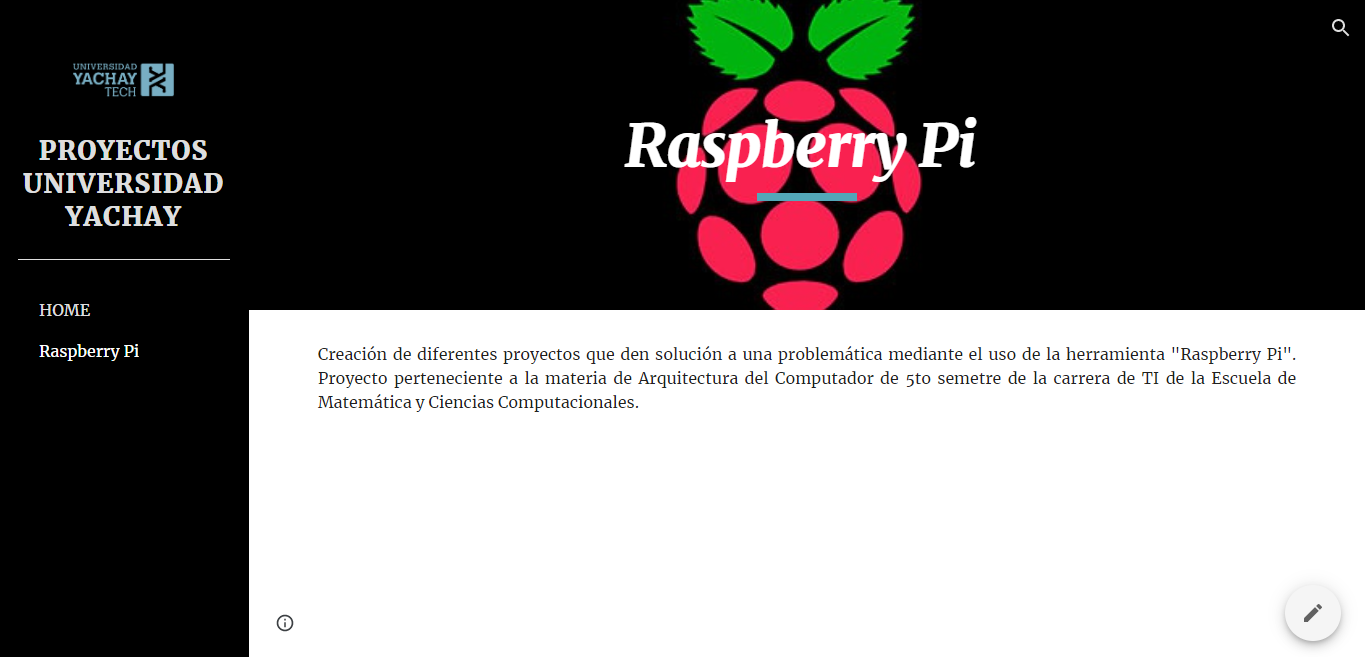 UNIVERSIDAD
YACHAY
TECH
PROYECTOS
UNIVERSIDAD
YACHAY
HOME
Raspberry Pi
Raspberry Pi
Creación de diferentes proyectos que den solución a una problemática mediante el uso de la herramienta "Raspberry Pi".
Proyecto perteneciente a la materia de Arquitectura del Computador de 5to semetre de la carrera de TI de la Escuela de
Matemática y Ciencias Computacionales.